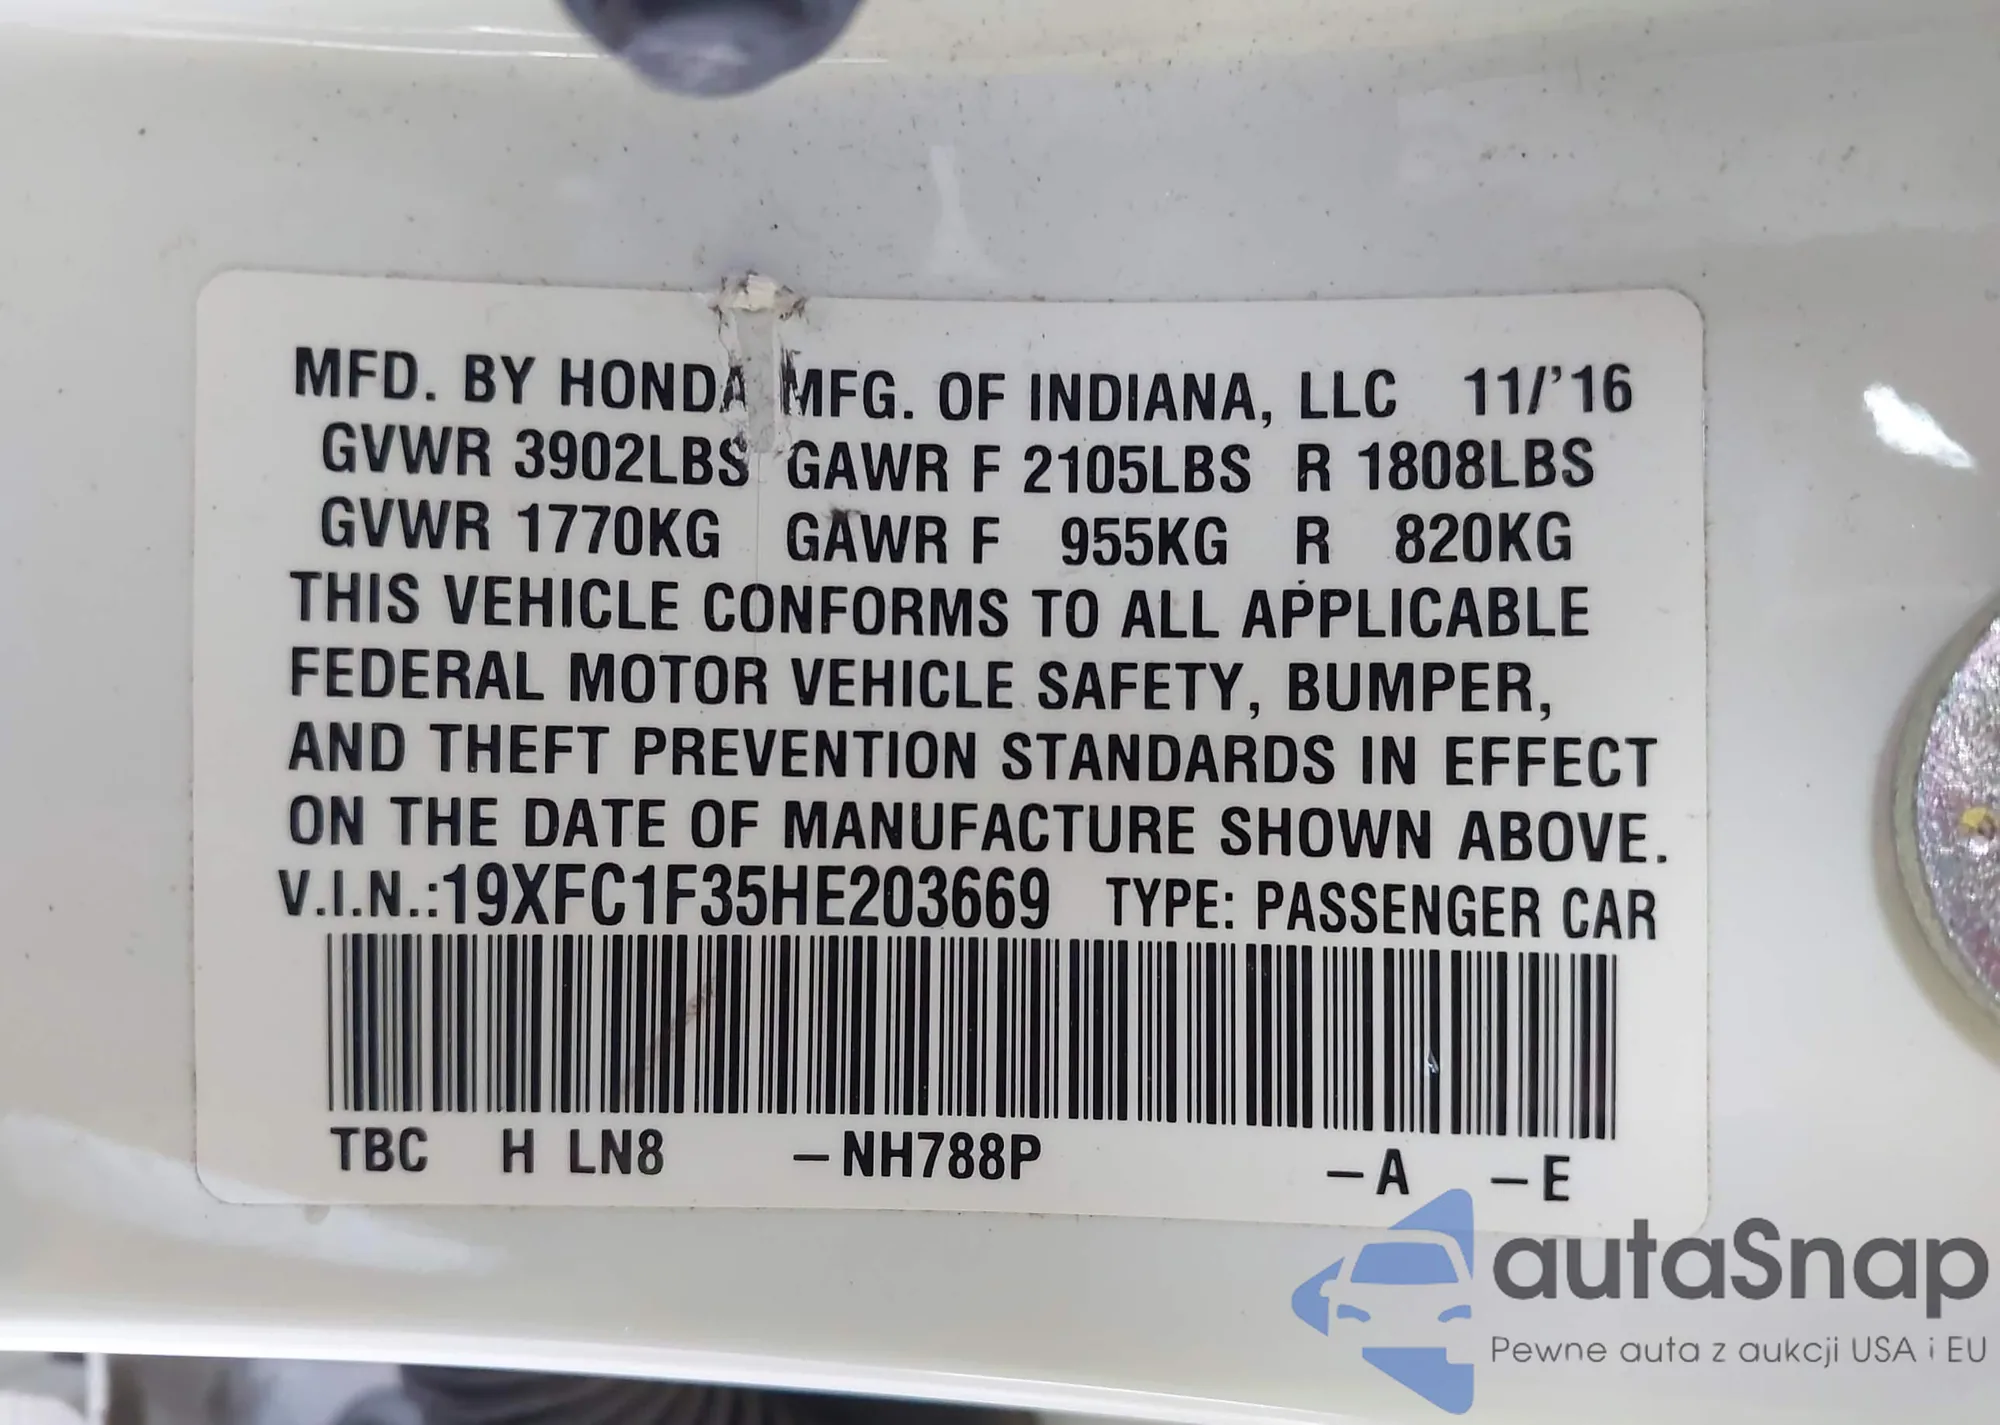 MFD. BY HONDA MFG. OF INDIANA, LLC 11/'16
GVWR 3902LBS GAWR F 2105LBS R 1808LBS
GVWR 1770KG GAWR F 955KG R 820KG
THIS VEHICLE CONFORMS TO ALL APPLICABLE
FEDERAL MOTOR VEHICLE SAFETY, BUMPER,
AND THEFT PREVENTION STANDARDS IN EFFECT
ON THE DATE OF MANUFACTURE SHOWN ABOVE.
V.I.N.:19XFC1F35HE203669 TYPE: PASSENGER CAR
TBC H LN8 -NH788P -A -E
autaSnap
Pewne auta z aukcji USA i EU